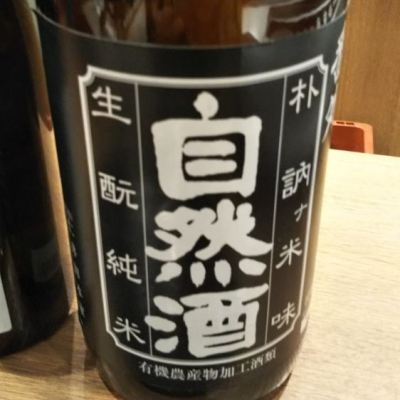 朴訥ナ米味
自然酒
生酛純米
有機農産物加工酒類